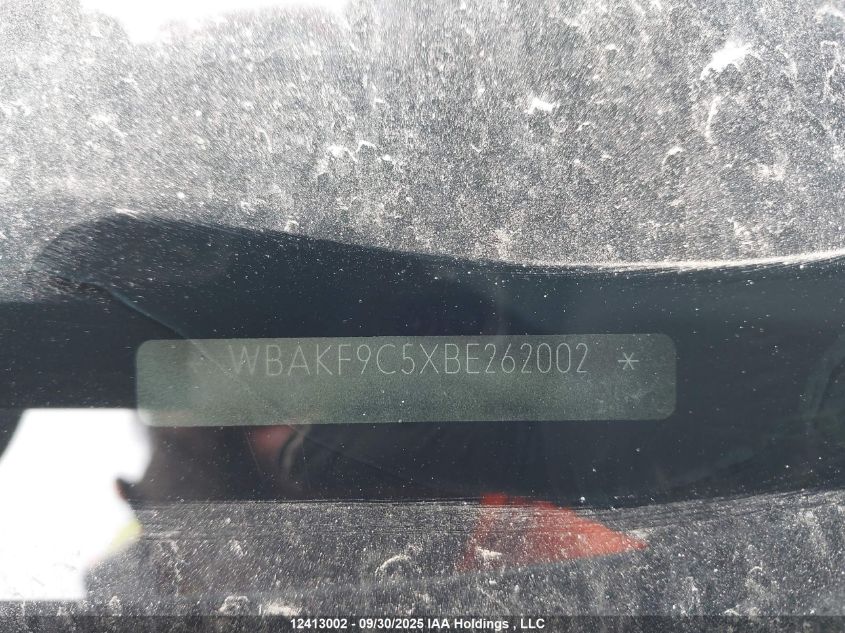 WBAKF9C5XBE262002 *
12413002 - 09/30/2025 IAA Holdings , LLC